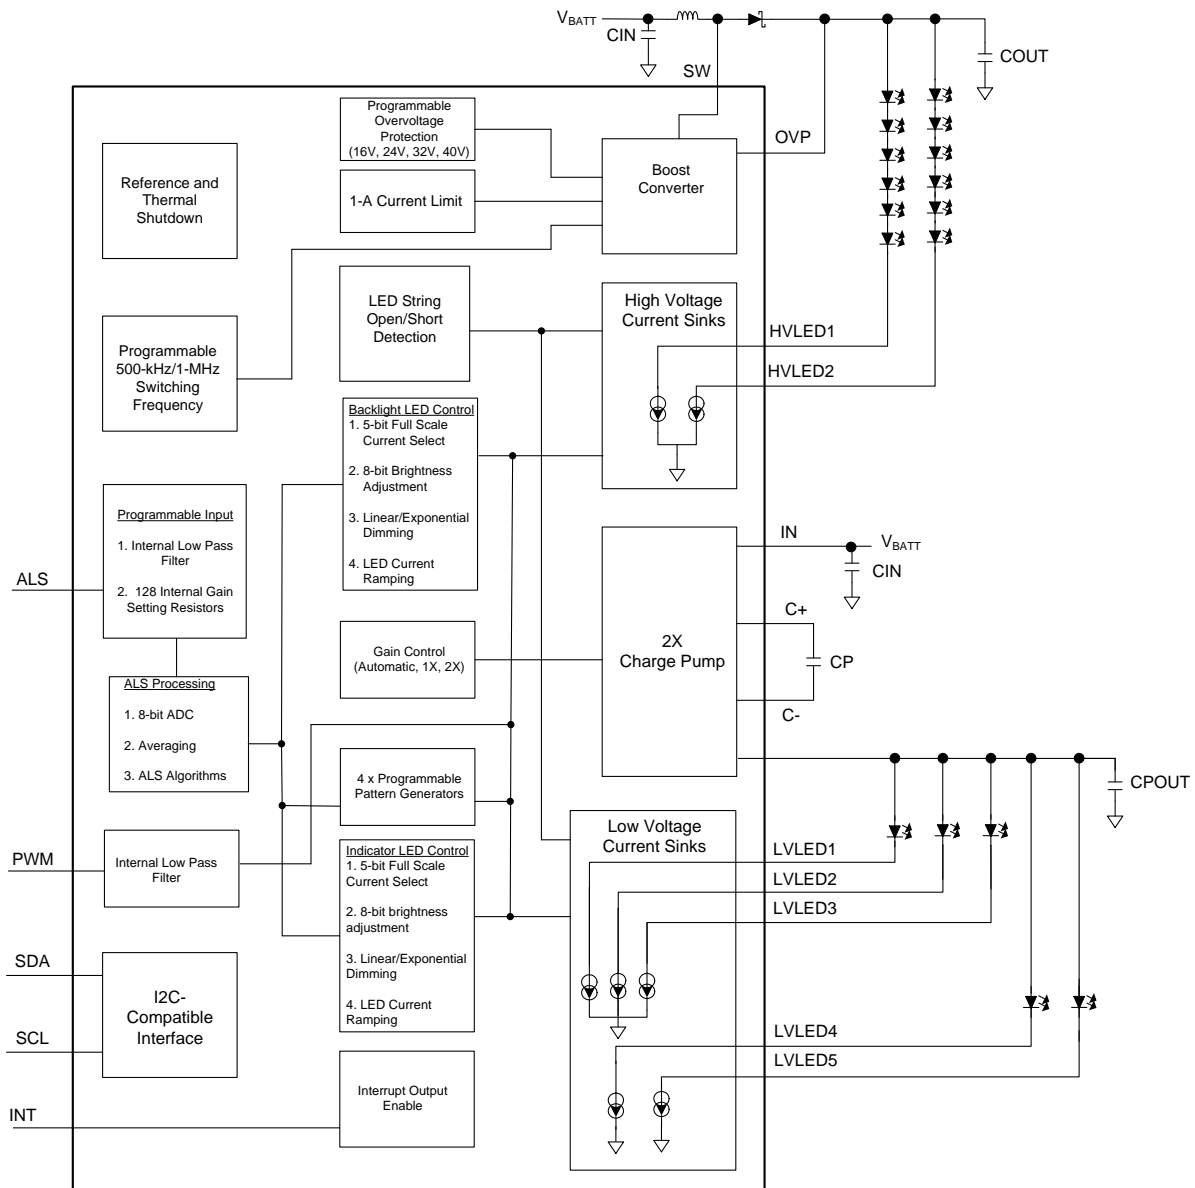 VBATT
CIN
COUT
SW
OVP
Programmable
Overvoltage
Protection
(16V, 24V, 32V, 40V)
Boost
Converter
Reference and
Thermal
Shutdown
1-A Current Limit
LED String
Open/Short
Detection
High Voltage
Current Sinks
HVLED1
HVLED2
Programmable
500-kHz/1-MHz
Switching
Frequency
Backlight LED Control
1. 5-bit Full Scale
Current Select
2. 8-bit Brightness
Adjustment
3. Linear/Exponential
Dimming
4. LED Current
Ramping
Programmable Input
1. Internal Low Pass
Filter
2. 128 Internal Gain
Setting Resistors
ALS
IN
VBATT
CIN
C+
CP
C-
2X
Charge Pump
Gain Control
(Automatic, 1X, 2X)
ALS Processing
1. 8-bit ADC
2. Averaging
3. ALS Algorithms
4 x Programmable
Pattern Generators
CPOUT
Low Voltage
Current Sinks
LVLED1
LVLED2
LVLED3
PWM
Internal Low Pass
Filter
Indicator LED Control
1. 5-bit Full Scale
Current Select
2. 8-bit brightness
adjustment
3. Linear/Exponential
Dimming
4. LED Current
Ramping
SDA
SCL
I2C-
Compatible
Interface
LVLED4
LVLED5
INT
Interrupt Output
Enable